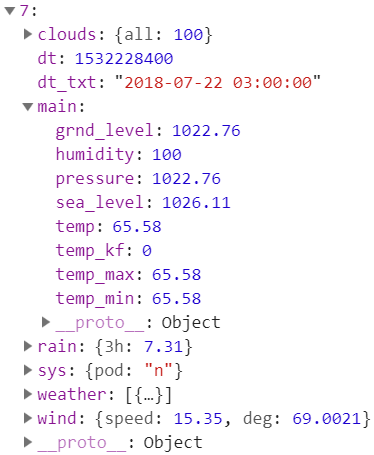 7:
clouds: {all: 100}
dt: 1532228400
dt_txt: "2018-07-22 03:00:00"
main:
grnd_level: 1022.76
humidity: 100
pressure: 1022.76
sea_level: 1026.11
temp: 65.58
temp_kf: 0
temp_max: 65.58
temp_min: 65.58
__proto__: Object
rain: {3h: 7.31}
sys: {pod: "n"}
weather: [{…}]
wind: {speed: 15.35, deg: 69.0021}
__proto__: Object